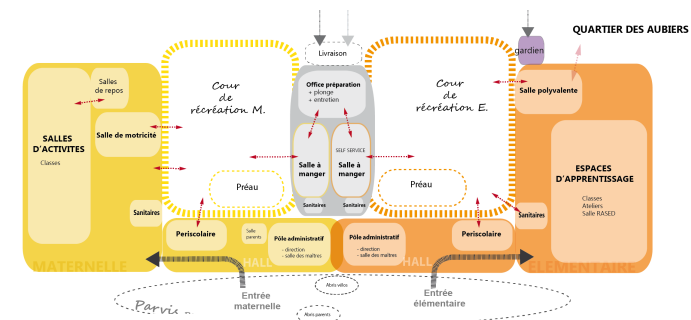 QUARTIER DES AUBIERS
Livraison
gardien
Salles
de repos
Cour
de
récréation M.
Office préparation
+ plonge
+ entretien
Cour
de
récréation E.
Salle polyvalente
SALLES
D'ACTIVITES
Classes
Salle de motricité
SELF SERVICE
Salle à
manger
Salle à
manger
ESPACES
D'APPRENTISSAGE
Classes
Ateliers
Salle RASED
Préau
Préau
Sanitaires
Sanitaires
Sanitaires
Sanitaires
Periscolaire
Salle
parents
Pôle administratif
- direction
- salle des maîtres
Pôle administratif
- direction
- salle des maîtres
Periscolaire
MATERNELLE
HALL
HALL
ELEMENTAIRE
Entrée
maternelle
Abris vélos
Entrée
élémentaire
Parvis
Abris parents